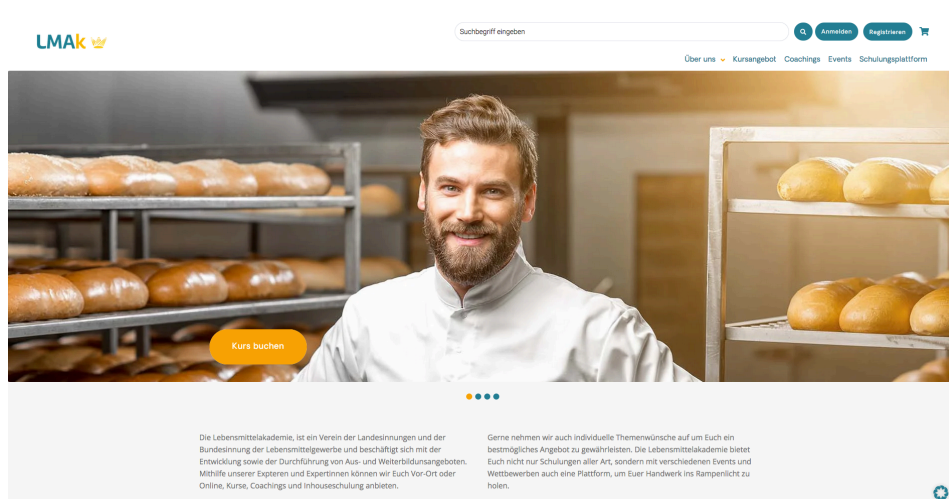 Suchbegriff eingeben
Anmelden
Registrieren
LMAk
Über uns
Kursangebot
Coachings
Events
Schulungsplattform
Kurs buchen
Die Lebensmittelakademie, ist ein Verein der Landesinnungen und der
Bundesinnung der Lebensmittelgewerbe und beschäftigt sich mit der
Entwicklung sowie der Durchführung von Aus- und Weiterbildungsangeboten.
Mithilfe unserer Expteren und Expertinnen können wir Euch Vor-Ort oder
Online, Kurse, Coachings und Inhouseschulung anbieten.
Gerne nehmen wir auch individuelle Themenwünsche auf um Euch ein
bestmögliches Angebot zu gewährleisten. Die Lebensmittelakademie bietet
Euch nicht nur Schulungen aller Art, sondern mit verschiedenen Events und
Wettbewerben auch eine Plattform, um Euer Handwerk ins Rampenlicht zu
holen.